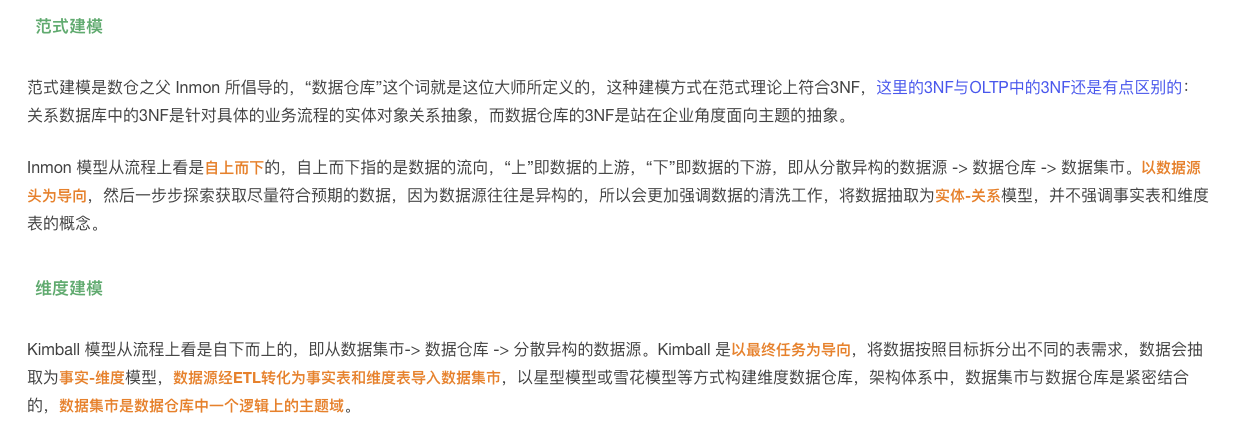 范式建模
范式建模是数仓之父 Inmon 所倡导的，“数据仓库”这个词就是这位大师所定义的，这种建模方式在范式理论上符合3NF，这里的3NF与OLTP中的3NF还是有点区别的：
关系数据库中的3NF是针对具体的业务流程的实体对象关系抽象，而数据仓库的3NF是站在企业角度面向主题的抽象。
Inmon 模型从流程上看是自上而下的，自上而下指的是数据的流向，“上”即数据的上游，“下”即数据的下游，即从分散异构的数据源 -> 数据仓库 -> 数据集市。以数据源
头为导向，然后一步步探索获取尽量符合预期的数据，因为数据源往往是异构的，所以会更加强调数据的清洗工作，将数据抽取为实体-关系模型，并不强调事实表和维度
表的概念。
维度建模
Kimball 模型从流程上看是自下而上的，即从数据集市-> 数据仓库 -> 分散异构的数据源。Kimball 是以最终任务为导向，将数据按照目标拆分出不同的表需求，数据会抽
取为事实-维度模型，数据源经ETL转化为事实表和维度表导入数据集市，以星型模型或雪花模型等方式构建维度数据仓库，架构体系中，数据集市与数据仓库是紧密结合
的，数据集市是数据仓库中一个逻辑上的主题域。